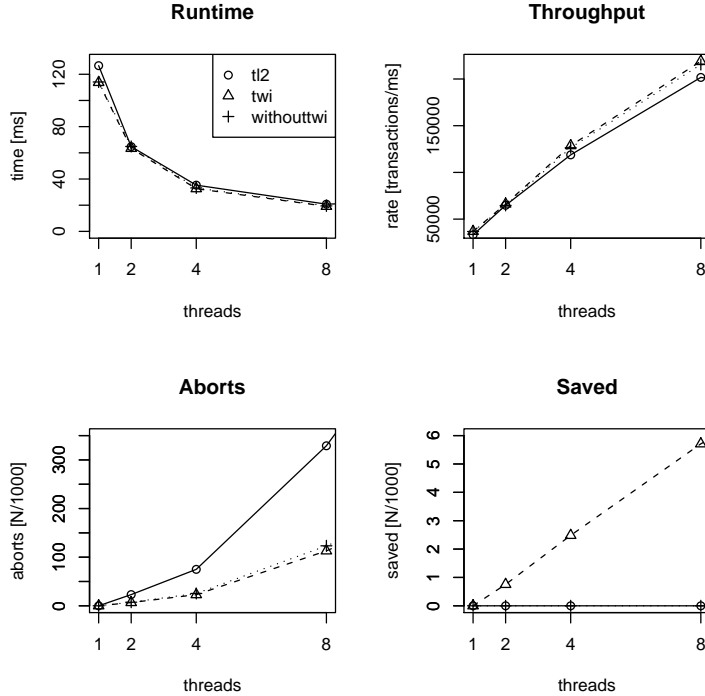 Runtime
time [ms]
0
40
80
120
tl2
twi
withouttwi
1 2 4 8
threads
Throughput
rate [transactions/ms]
50000
150000
1 2 4 8
threads
Aborts
aborts [N/1000]
0
100
200
300
1 2 4 8
threads
Saved
saved [N/1000]
0
1
2
3
4
5
6
1 2 4 8
threads